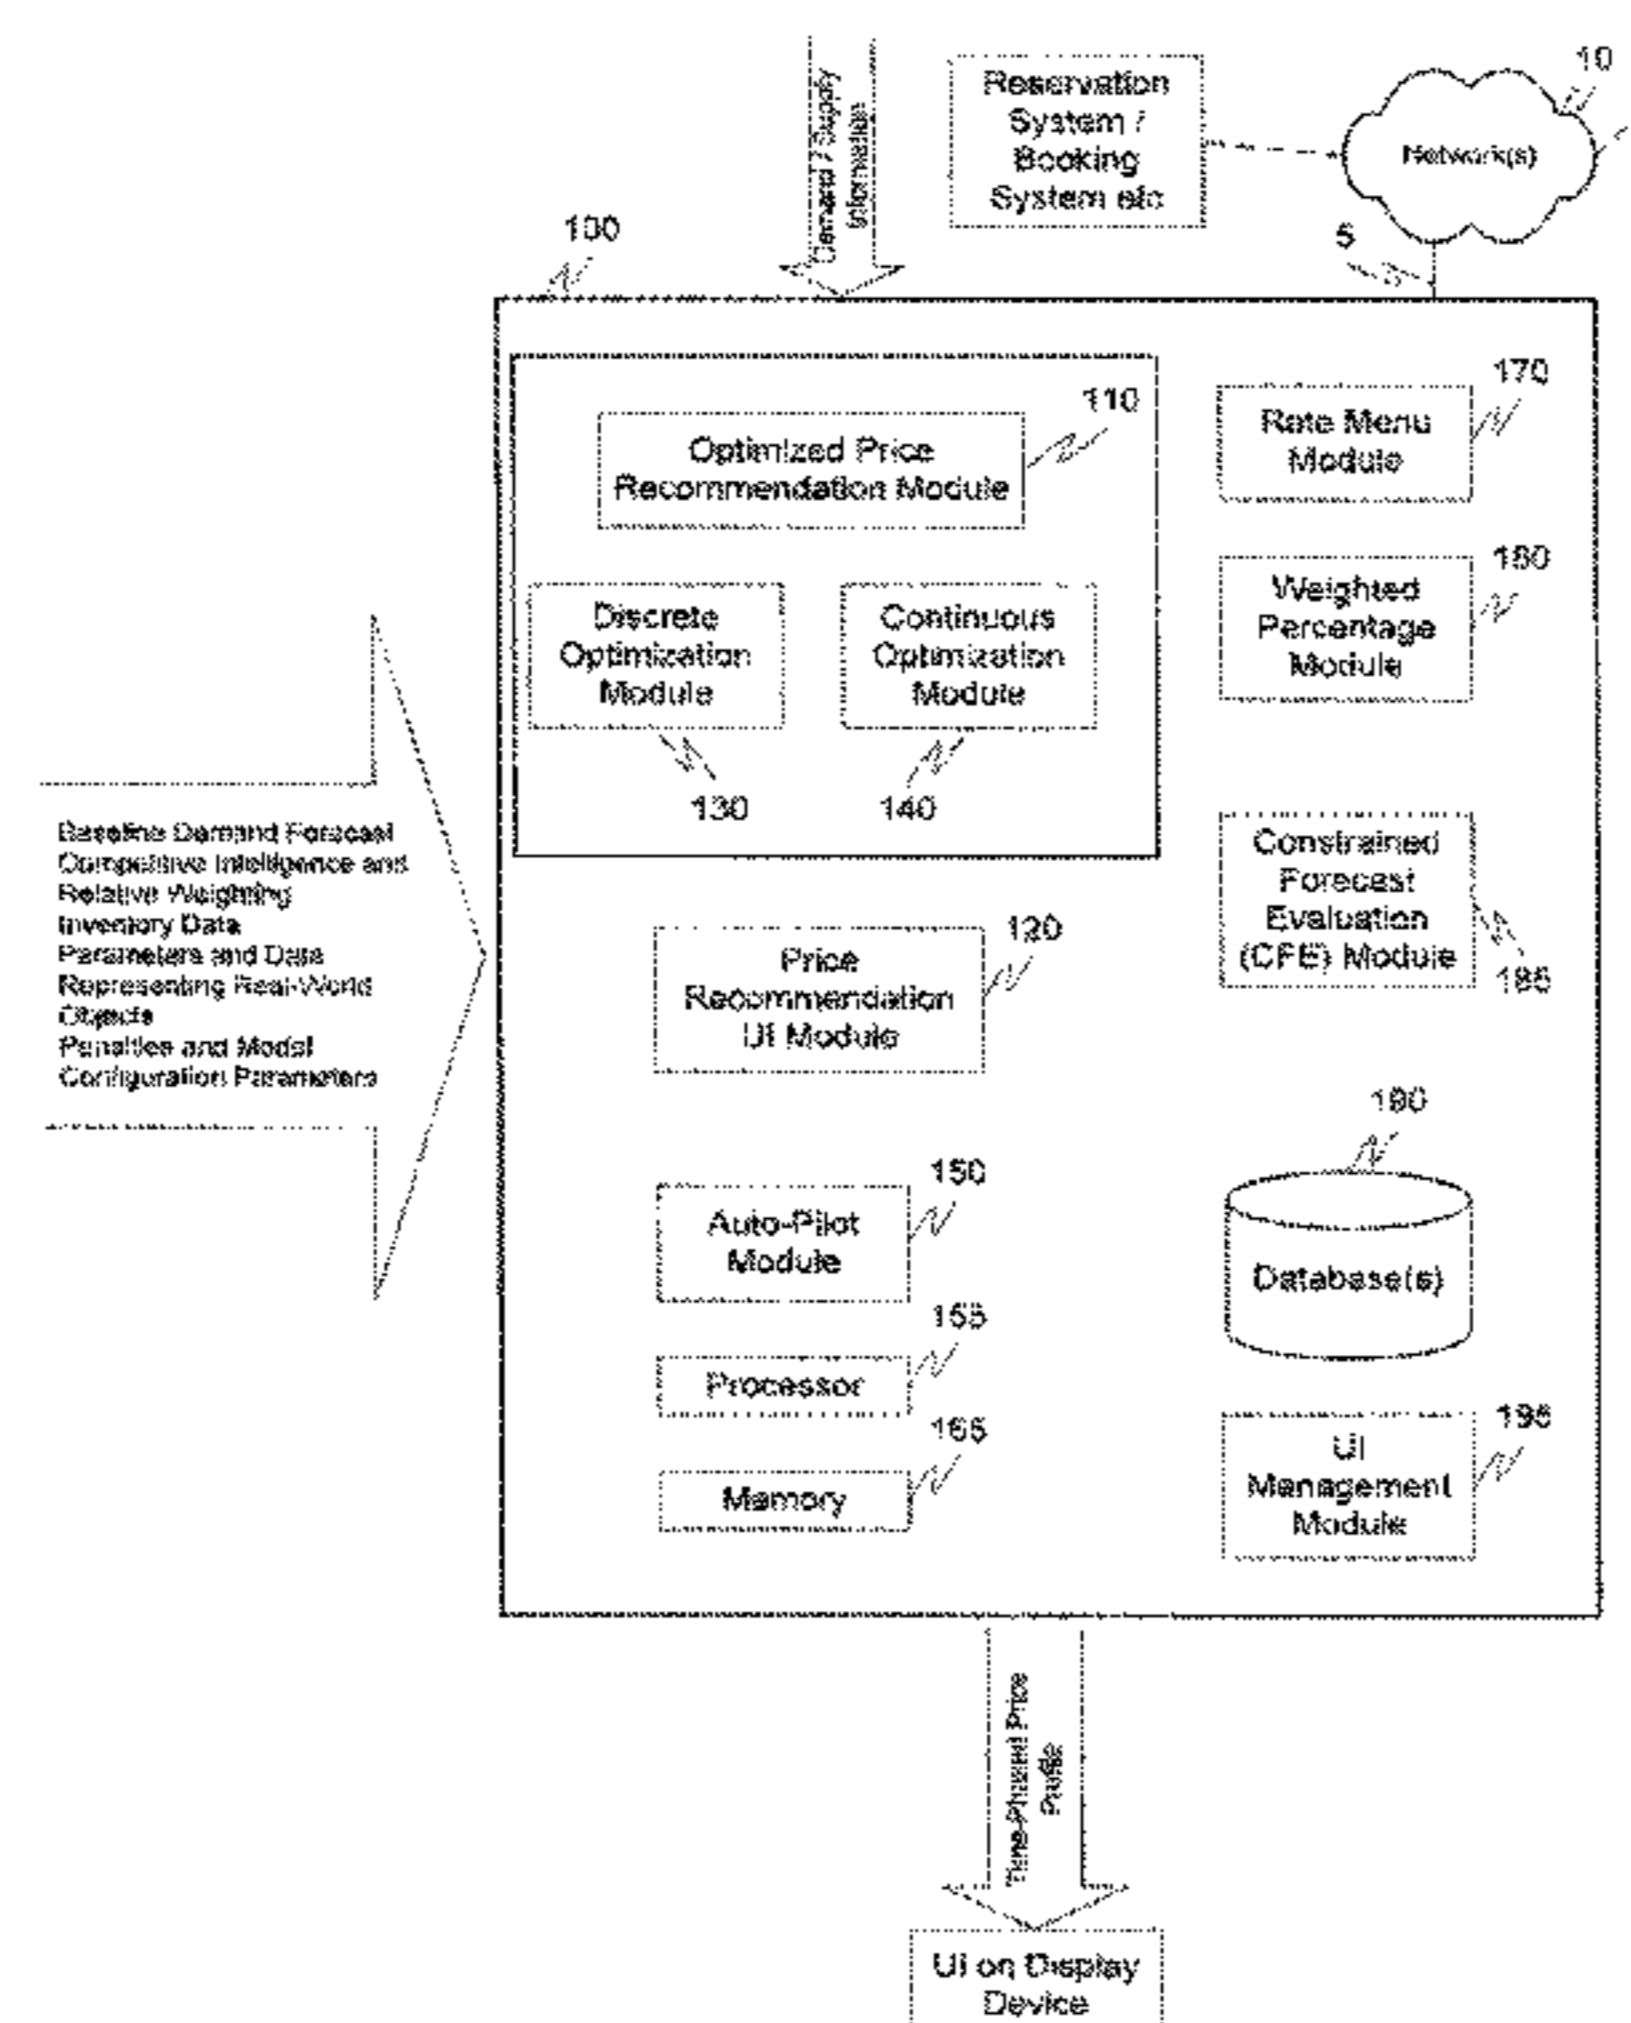 Demand / Supply
Information
Reservation
System /
Booking
System etc
10
Network(s)
5
100
110
Optimized Price
Recommendation Module
170
Rate Menu
Module
Discrete
Optimization
Module
130
Continuous
Optimization
Module
140
180
Weighted
Percentage
Module
Baseline Demand Forecast
Competitive Intelligence and
Relative Weighting
Inventory Data
Parameters and Data
Representing Real-World
Objects
Penalties and Model
Configuration Parameters
Constrained
Forecast
Evaluation
(CFE) Module
185
120
Price
Recommendation
UI Module
190
Database(s)
150
Auto-Pilot
Module
155
Processor
165
Memory
195
UI
Management
Module
Time-Phased Price
Profile
UI on Display
Device